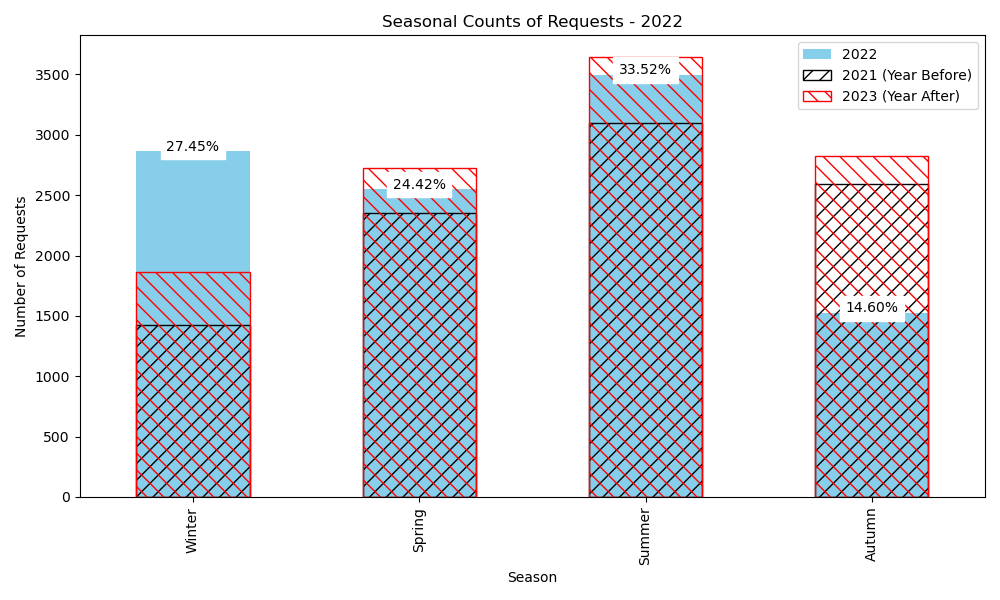 Seasonal Counts of Requests - 2022
2022
2021 (Year Before)
2023 (Year After)
Number of Requests
3500
3000
2500
2000
1500
1000
500
0
27.45%
24.42%
33.52%
14.60%
Winter
Spring
Summer
Autumn
Season